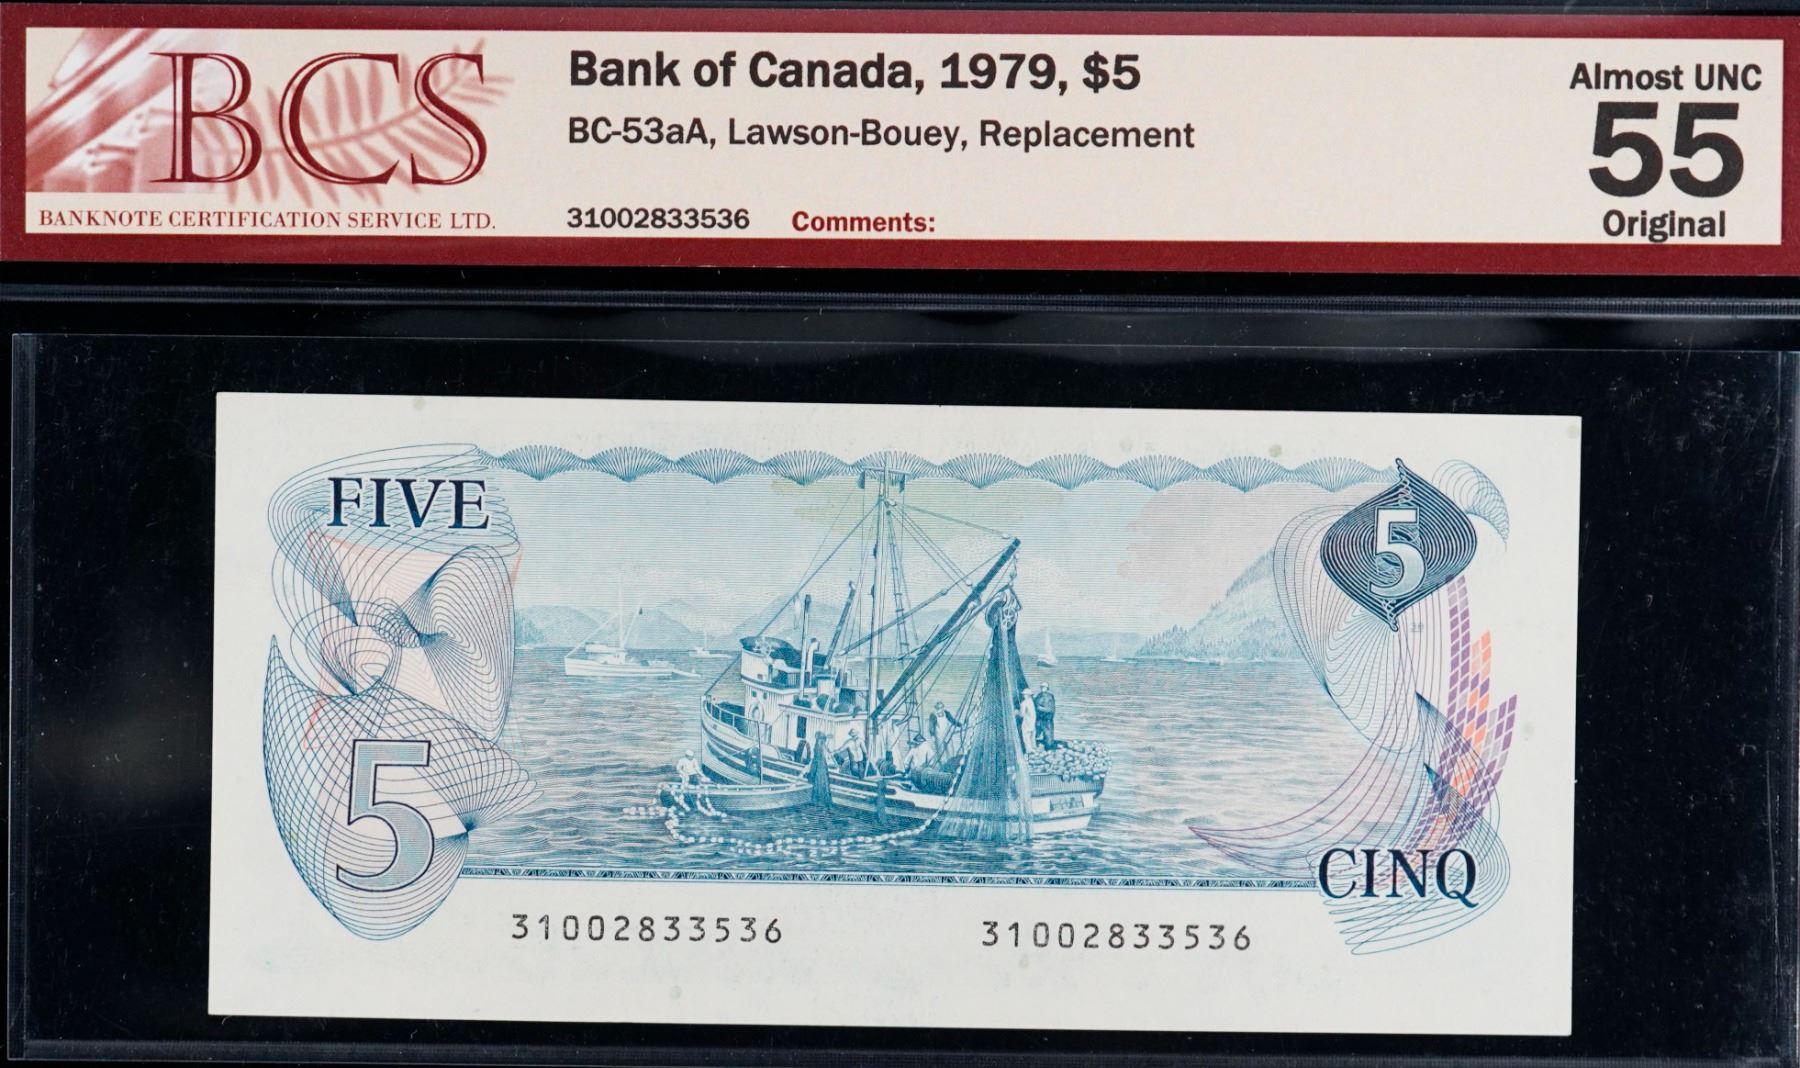 BCS
BANKNOTE CERTIFICATION SERVICE LTD.
Bank of Canada, 1979, $5
BC-53aA, Lawson-Bouey, Replacement
31002833536 Comments:
Almost UNC
55
Original
FIVE
5
5
CINQ
31002833536 31002833536